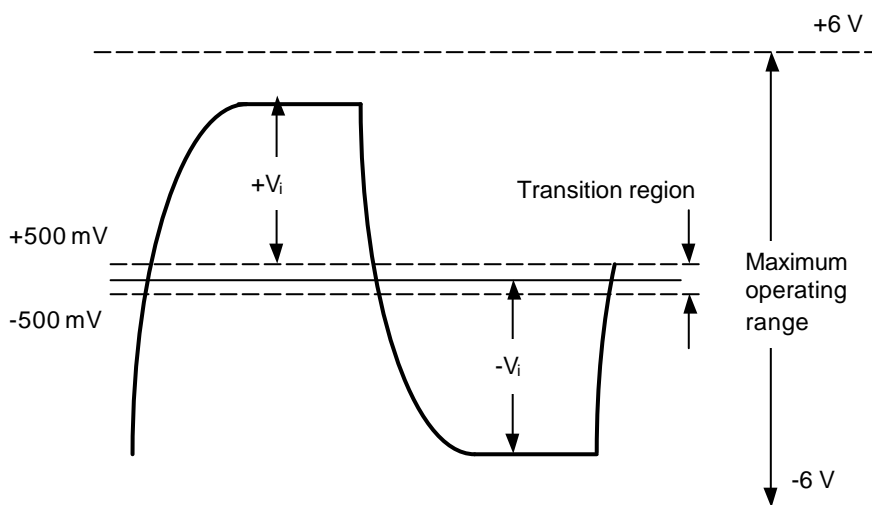 +6 V
+Vi
Transition region
+500 mV
-500 mV
Maximum
operating
range
-Vi
-6 V